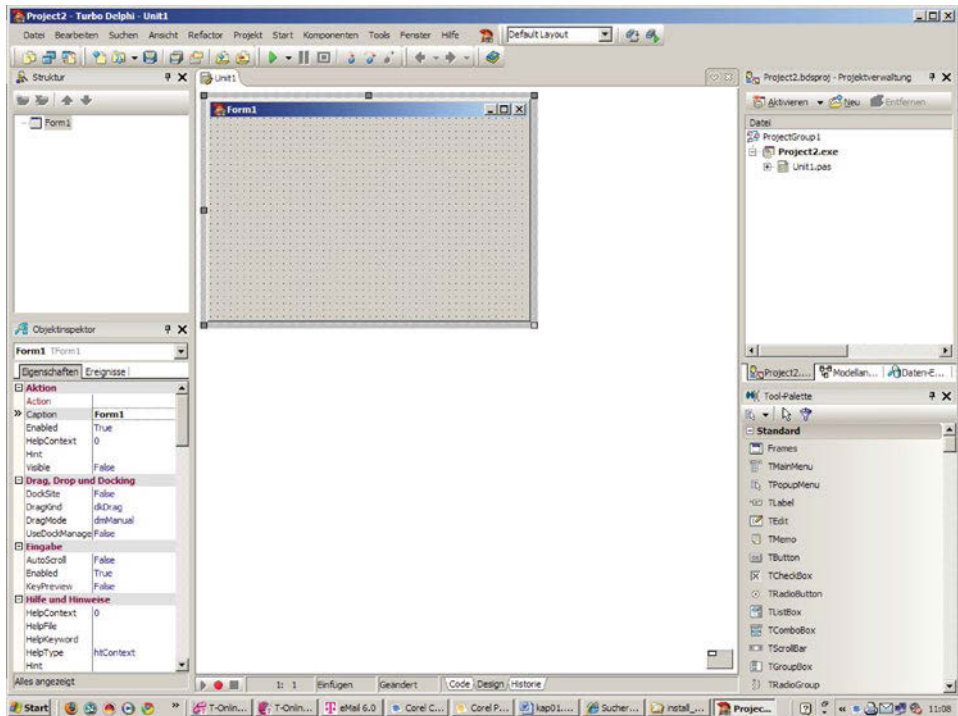 Project2 - Turbo Delphi - Unit1
Datei Bearbeiten Suchen Ansicht Refactor Projekt Start Komponenten Tools Fenster Hilfe Default Layout
Struktur
Form1
Objektinspektor
Form1 TForm1
Eigenschaften Ereignisse
Aktion
Action
Caption Form1
Enabled True
HelpContext 0
Hint
Visible False
Drag, Drop und Docking
DockSite False
DragKind dkDrag
DragMode dmManual
UseDockManage False
Eingabe
AutoScroll False
Enabled True
KeyPreview False
Hilfe und Hinweise
HelpContext 0
HelpFile
HelpKeyword
HelpType htContext
Hint
Alles angezeigt
Unit1
Form1
1: 1 Einfügen Geändert Code Design Historie
Project2.bdsproj - Projektverwaltung
Aktivieren Neu Entfernen
Datei
ProjectGroup1
Project2.exe
Unit1.pas
Project2.... Modellan... Daten-E...
Tool-Palette
Standard
Frames
TMainMenu
TPopupMenu
TLabel
TEdit
TMemo
TButton
TCheckBox
TRadioButton
TListBox
TComboBox
TScrollBar
TGroupBox
TRadioGroup
Start » T-Onlin... T-Onlin... eMail 6.0 Corel C... Corel P... kap01.... Sucher... install_... Projec... « 11:08